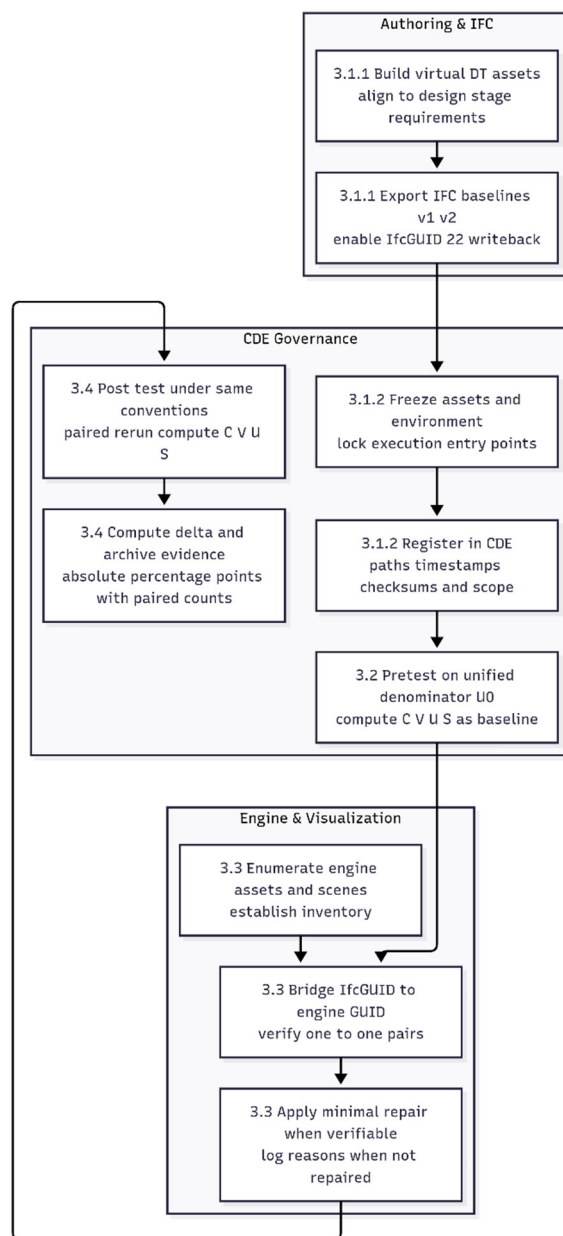 Authoring & IFC
3.1.1 Build virtual DT assets
align to design stage
requirements
3.1.1 Export IFC baselines
v1 v2
enable IfcGUID 22 writeback
CDE Governance
3.4 Post test under same
conventions
paired rerun compute C V U
S
3.4 Compute delta and
archive evidence
absolute percentage points
with paired counts
3.1.2 Freeze assets and
environment
lock execution entry points
3.1.2 Register in CDE
paths timestamps
checksums and scope
3.2 Pretest on unified
denominator U0
compute C V U S as baseline
Engine & Visualization
3.3 Enumerate engine
assets and scenes
establish inventory
3.3 Bridge IfcGUID to
engine GUID
verify one to one pairs
3.3 Apply minimal repair
when verifiable
log reasons when not
repaired